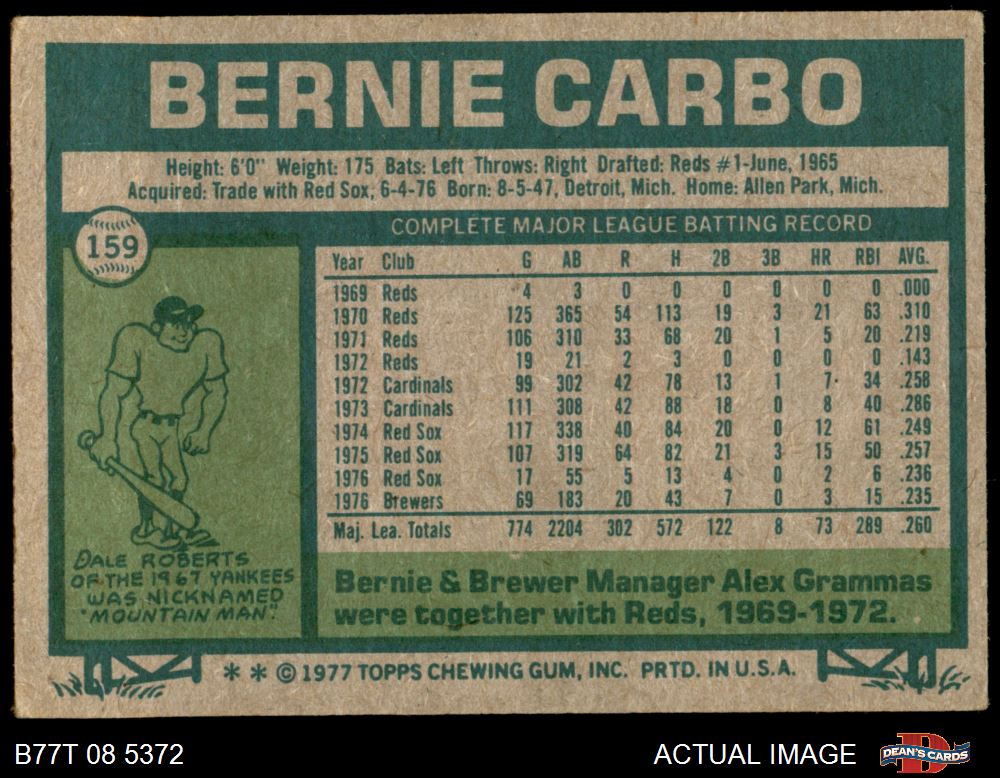 BERNIE CARBO
Height: 6'0" Weight: 175 Bats: Left Throws: Right Drafted: Reds #1-June, 1965
Acquired: Trade with Red Sox, 6-4-76 Born: 8-5-47, Detroit, Mich. Home: Allen Park, Mich.
159
COMPLETE MAJOR LEAGUE BATTING RECORD
Year Club G AB R H 2B 3B HR RBI AVG.
1969 Reds 4 3 0 0 0 0 0 0 .000
1970 Reds 125 365 54 113 19 3 21 63 .310
1971 Reds 106 310 33 68 20 1 5 20 .219
1972 Reds 19 21 2 3 0 0 0 0 .143
1972 Cardinals 99 302 42 78 13 1 7 34 .258
1973 Cardinals 111 308 42 88 18 0 8 40 .286
1974 Red Sox 117 338 40 84 20 0 12 61 .249
1975 Red Sox 107 319 64 82 21 3 15 50 .257
1976 Red Sox 17 55 5 13 4 0 2 6 .236
1976 Brewers 69 183 20 43 7 0 3 15 .235
Maj. Lea. Totals 774 2204 302 572 122 8 73 289 .260
DALE ROBERTS
OF THE 1967 YANKEES
WAS NICKNAMED
"MOUNTAIN MAN."
Bernie & Brewer Manager Alex Grammas
were together with Reds, 1969-1972.
* * © 1977 TOPPS CHEWING GUM, INC. PRTD. IN U.S.A.
B77T 08 5372
ACTUAL IMAGE
DEAN'S CARDS